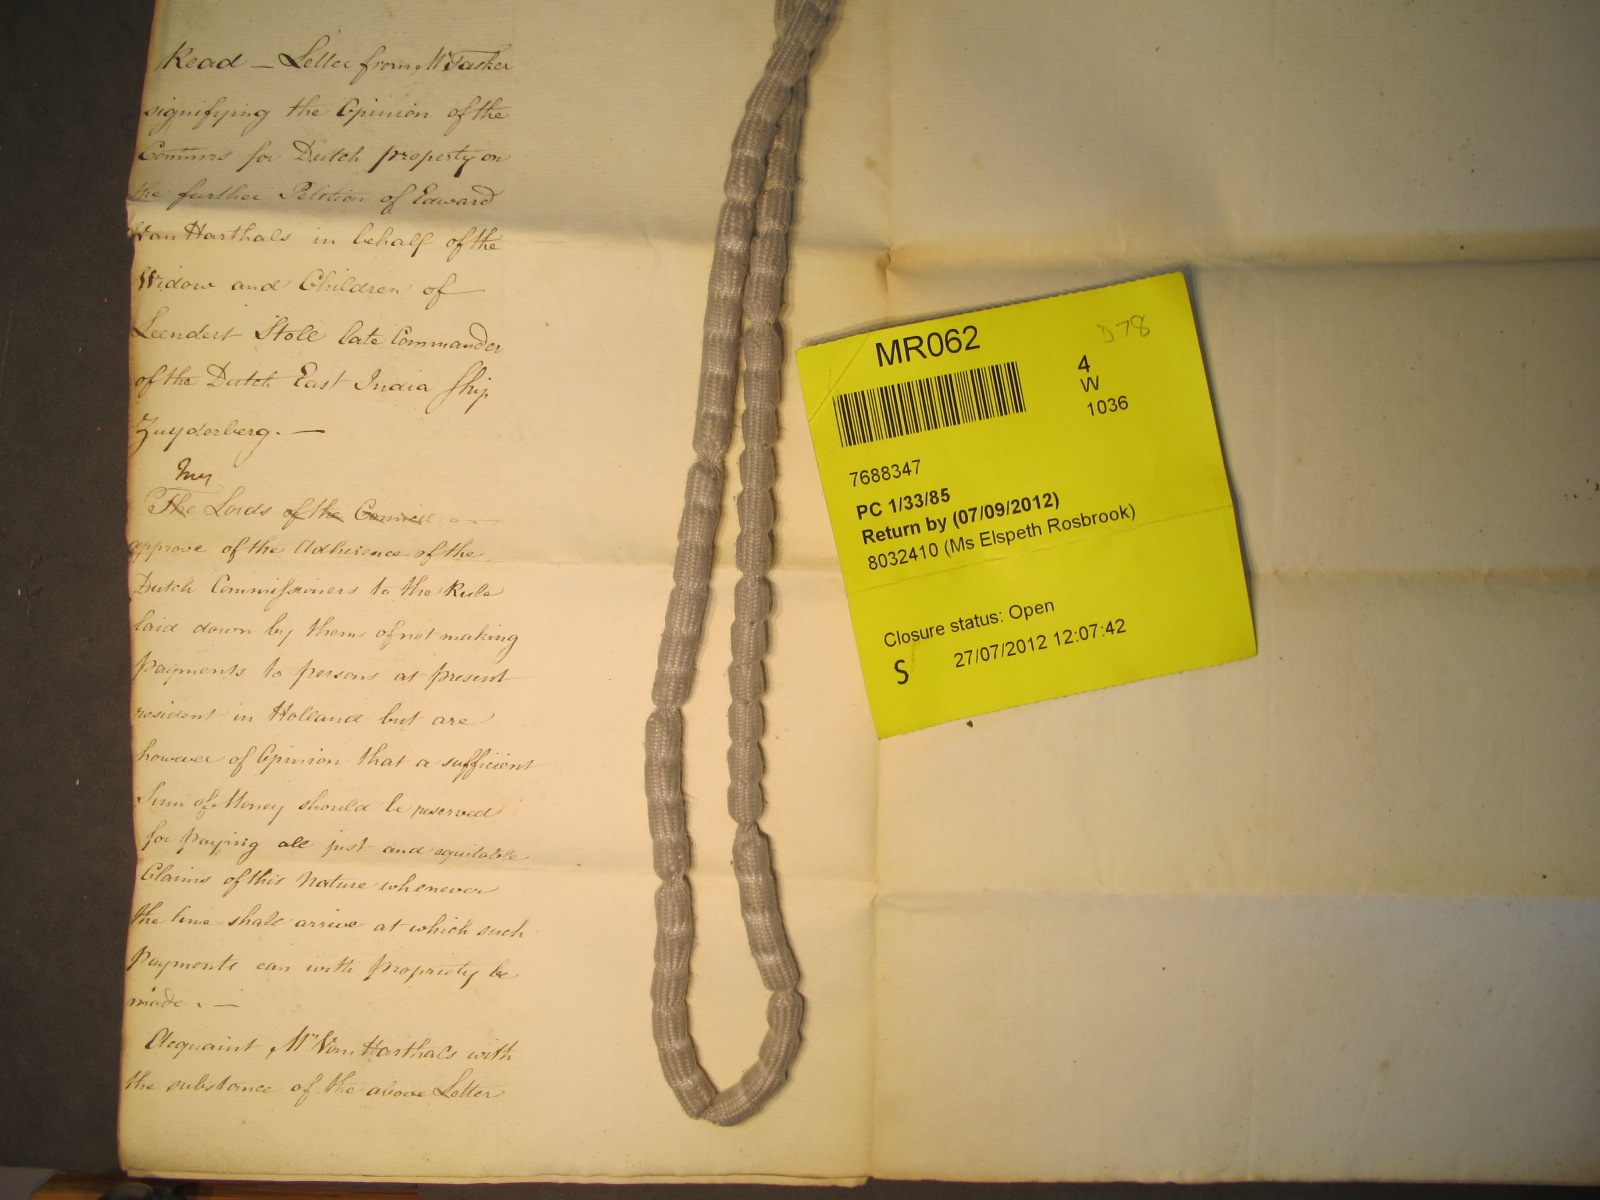 Read — Letter from Mr Tasker
signifying the Opinion of the
Commrs for Dutch property on
the further Petition of Edward
Van Harthals in behalf of the
Widow and Children of
Leendert Stoll late Commander
of the Dutch East India Ship
Zuyderberg. —
My
The Lords of the Council
approve of the Adherence of the
Dutch Commissioners to the Rule
laid down by them of not making
Payments to persons at present
resident in Holland but are
however of Opinion that a sufficient
Sum of Money should be reserved
for paying all just and equitable
Claims of this Nature whenever
the time shall arrive at which such
Payments can with propriety be
made. —
Acquaint Mr Van Harthals with
the substance of the above Letter
MR062
D78
4
W
1036
7688347
PC 1/33/85
Return by (07/09/2012)
8032410 (Ms Elspeth Rosbrook)
Closure status: Open
S 27/07/2012 12:07:42